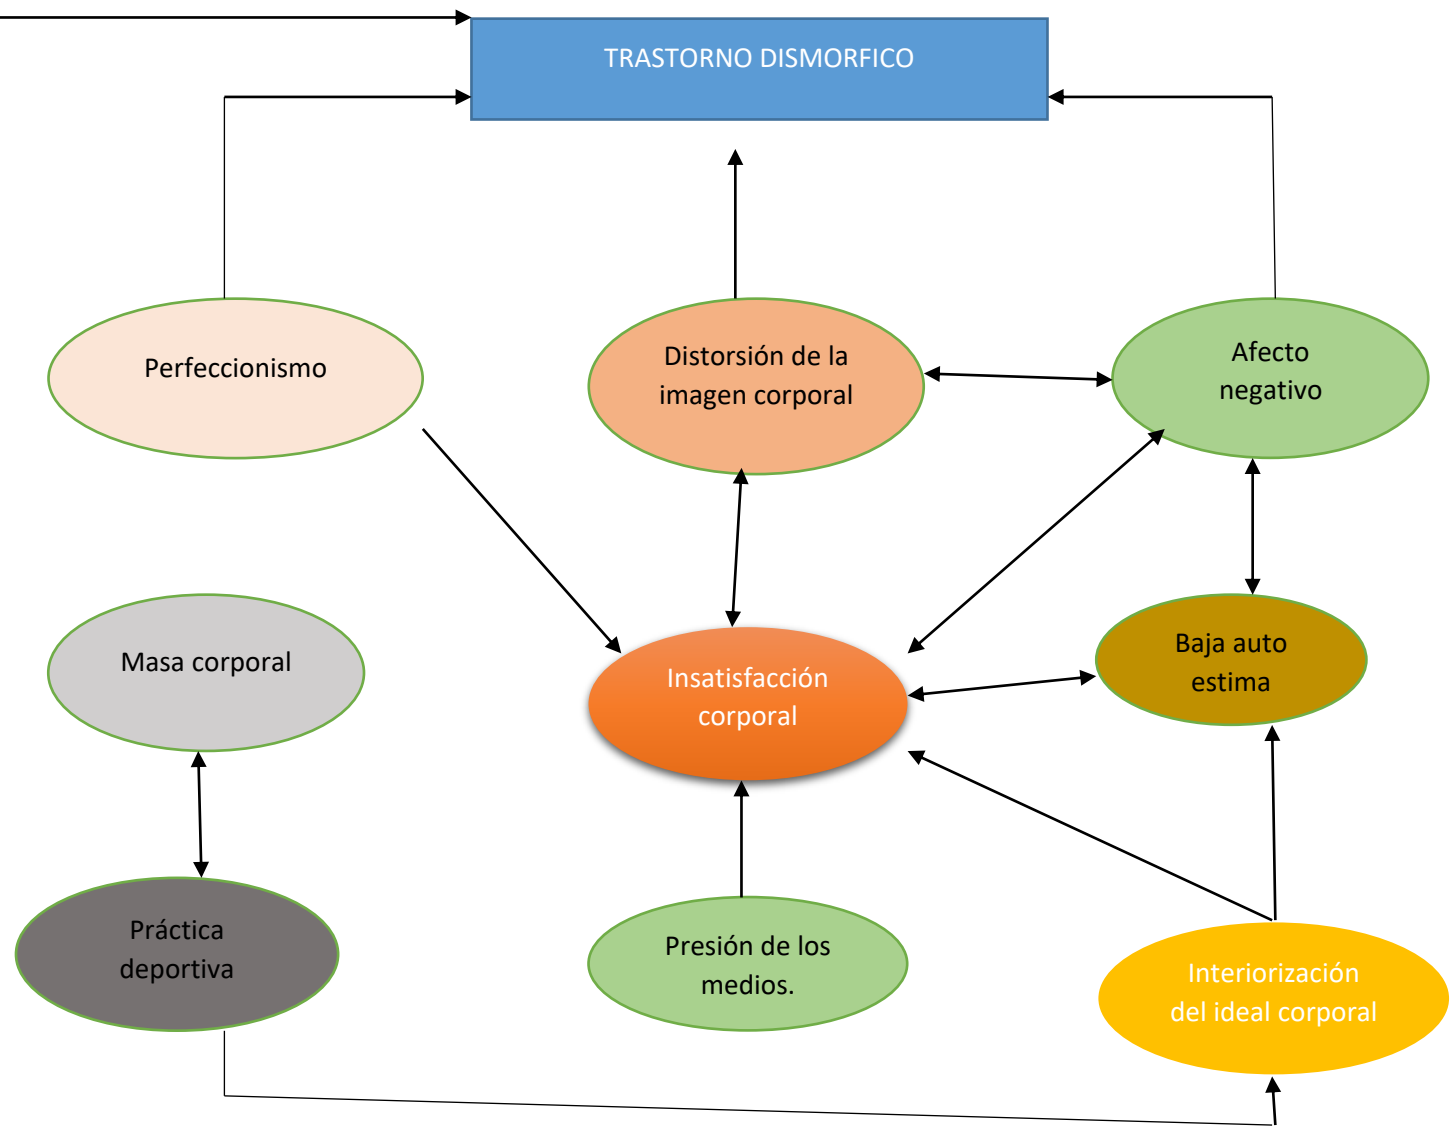 TRASTORNO DISMORFICO
Perfeccionismo
Distorsión de la
imagen corporal
Afecto
negativo
Masa corporal
Insatisfacción
corporal
Baja auto
estima
Práctica
deportiva
Presión de los
medios.
Interiorización
del ideal corporal